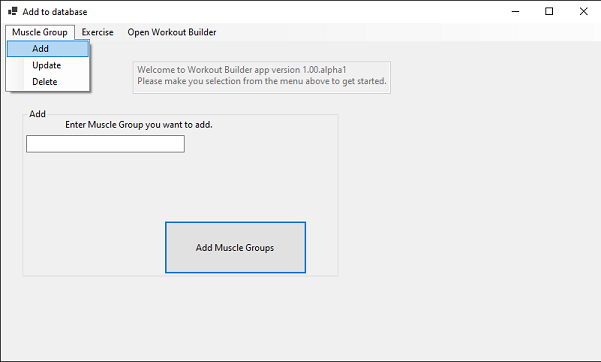 Add to database
Muscle Group Exercise Open Workout Builder
Add
Update
Delete
Welcome to Workout Builder app version 1.00.alpha1
Please make you selection from the menu above to get started.
Add
Enter Muscle Group you want to add.
Add Muscle Groups